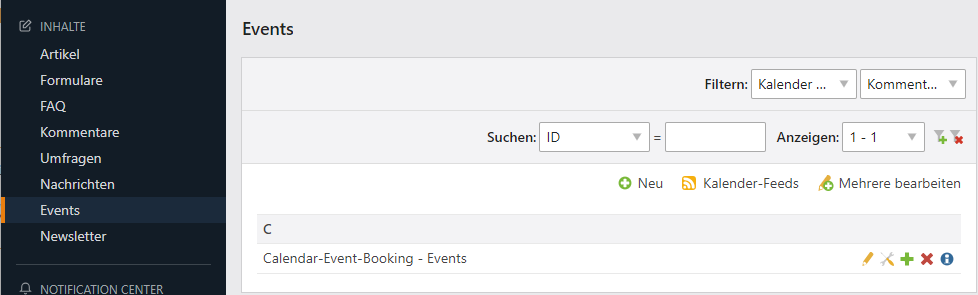 INHALTE
Artikel
Formulare
FAQ
Kommentare
Umfragen
Nachrichten
Events
Newsletter
NOTIFICATION CENTER
Events
Filtern: Kalender ... Komment...
Suchen: ID = Anzeigen: 1 - 1
Neu Kalender-Feeds Mehrere bearbeiten
C
Calendar-Event-Booking - Events